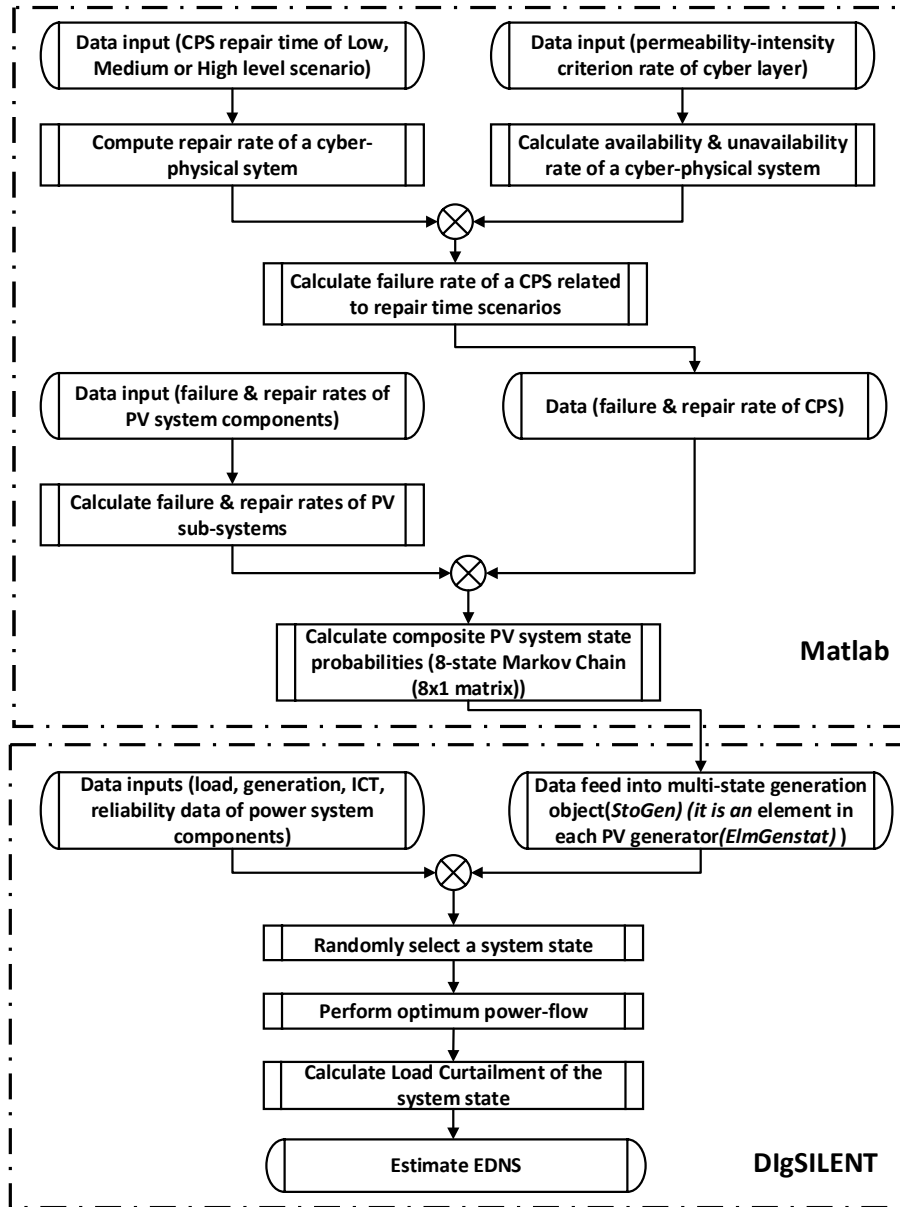 Data input (CPS repair time of Low,
Medium or High level scenario)
Data input (permeability-intensity
criterion rate of cyber layer)
Compute repair rate of a cyber-
physical sytem
Calculate availability & unavailability
rate of a cyber-physical system
Calculate failure rate of a CPS related
to repair time scenarios
Data input (failure & repair rates of
PV system components)
Data (failure & repair rate of CPS)
Calculate failure & repair rates of PV
sub-systems
Calculate composite PV system state
probabilities (8-state Markov Chain
(8x1 matrix))
Matlab
Data inputs (load, generation, ICT,
reliability data of power system
components)
Data feed into multi-state generation
object(StoGen) (it is an element in
each PV generator(ElmGenstat) )
Randomly select a system state
Perform optimum power-flow
Calculate Load Curtailment of the
system state
Estimate EDNS
DIgSILENT